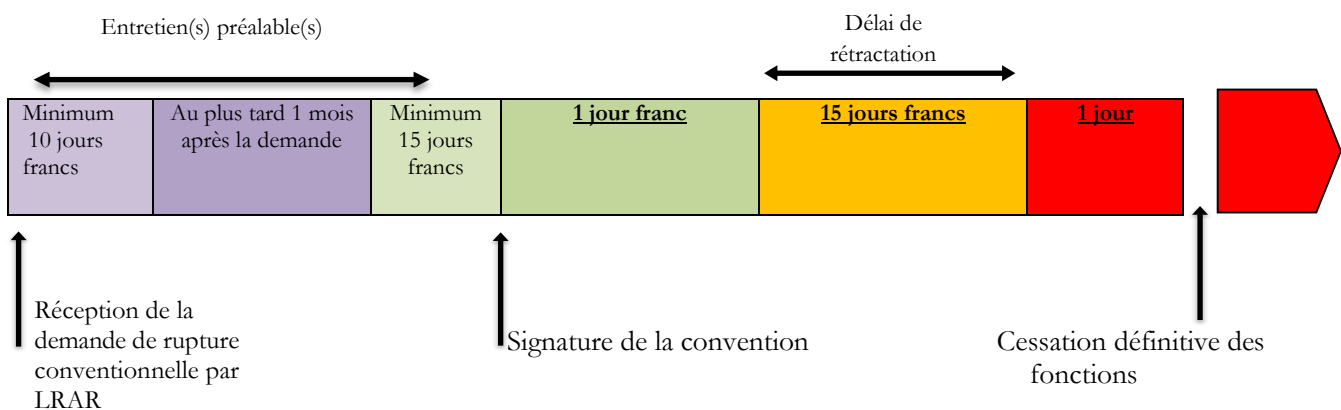 Entretien(s) préalable(s)
Délai de
rétractation
Minimum
10 jours
francs
Au plus tard 1 mois
après la demande
Minimum
15 jours
francs
1 jour franc
15 jours francs
1 jour
Réception de la
demande de rupture
conventionnelle par
LRAR
Signature de la convention
Cessation définitive des
fonctions